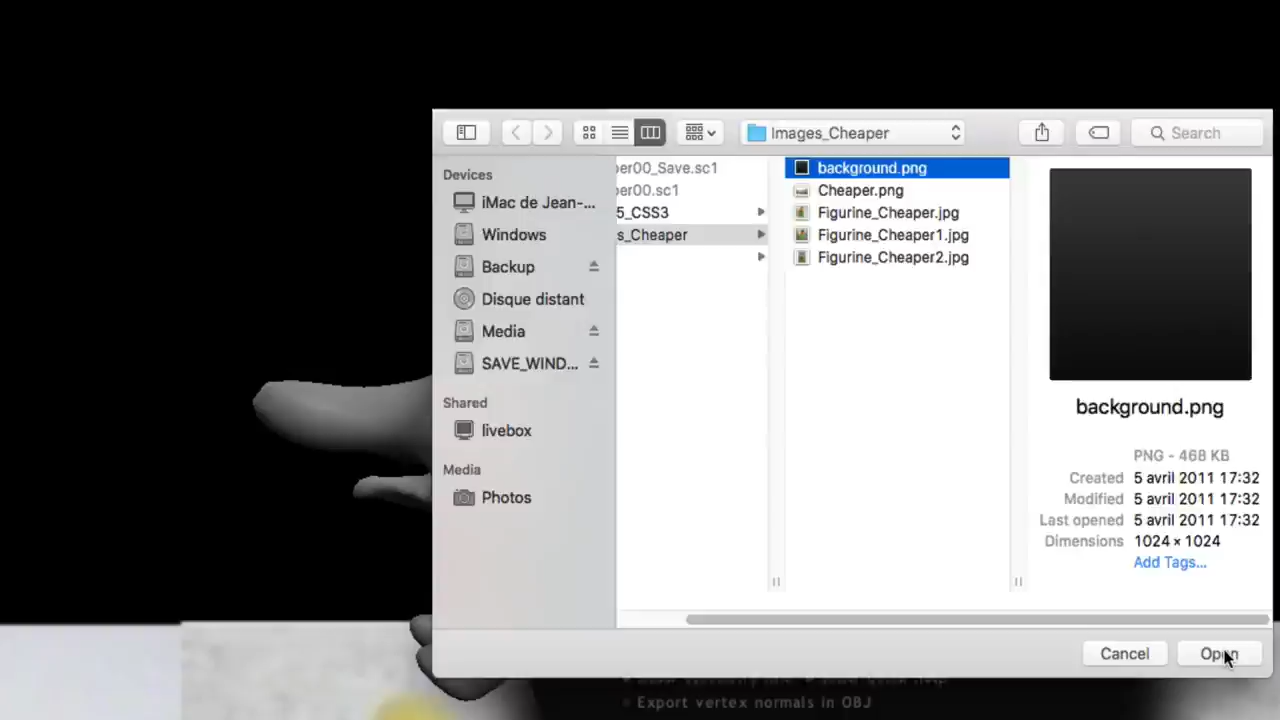 Images_Cheaper
Search
Devices
iMac de Jean-...
Windows
Backup
Disque distant
Media
SAVE_WIND...
Shared
livebox
Media
Photos
per00_Save.sc1
per00.sc1
5_CSS3
s_Cheaper
background.png
Cheaper.png
Figurine_Cheaper.jpg
Figurine_Cheaper1.jpg
Figurine_Cheaper2.jpg
background.png
PNG - 468 KB
Created 5 avril 2011 17:32
Modified 5 avril 2011 17:32
Last opened 5 avril 2011 17:32
Dimensions 1024 × 1024
Add Tags...
Cancel
Open
• Export vertex normals in OBJ